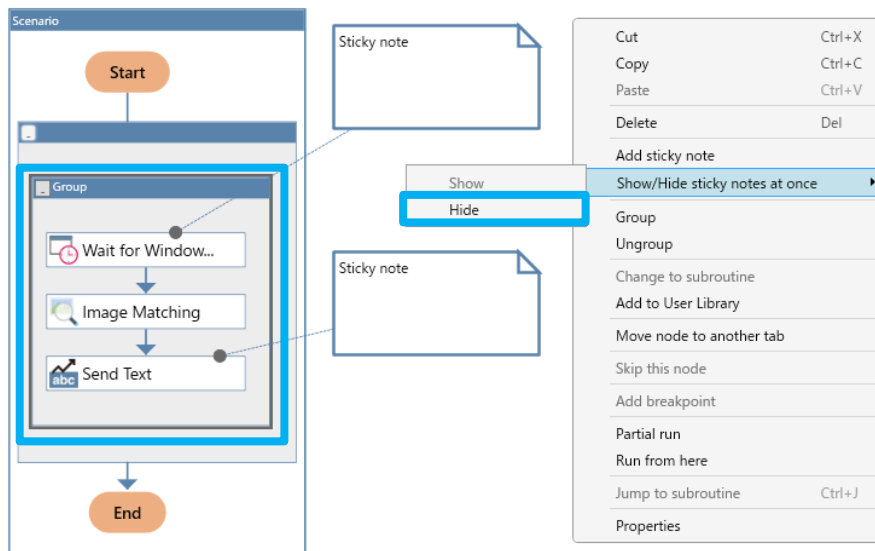 Scenario
Start
Group
Wait for Window...
Image Matching
abc
Send Text
End
Sticky note
Sticky note
Show
Hide
Cut Ctrl+X
Copy Ctrl+C
Paste Ctrl+V
Delete Del
Add sticky note
Show/Hide sticky notes at once
Group
Ungroup
Change to subroutine
Add to User Library
Move node to another tab
Skip this node
Add breakpoint
Partial run
Run from here
Jump to subroutine Ctrl+J
Properties